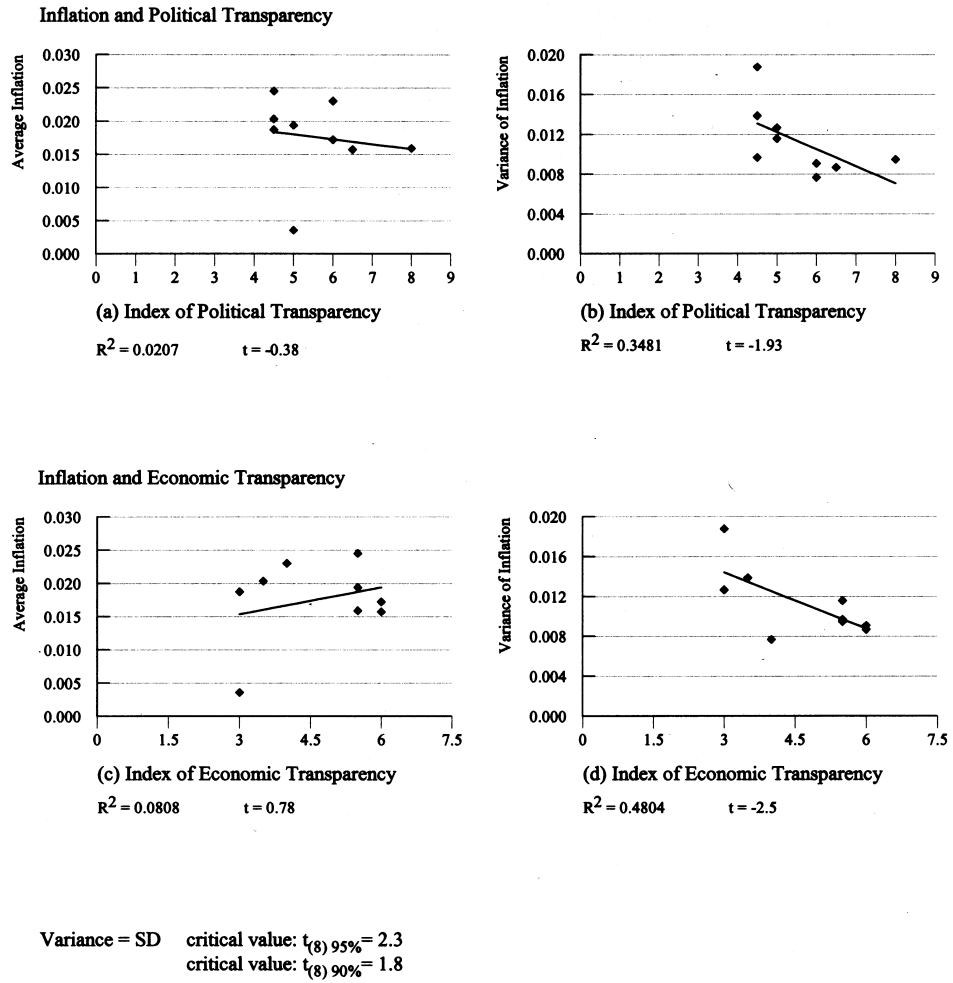 Inflation and Political Transparency
Average Inflation
0.030
0.025
0.020
0.015
0.010
0.005
0.000
0 1 2 3 4 5 6 7 8 9
(a) Index of Political Transparency
R2 = 0.0207 t = -0.38
Variance of Inflation
0.020
0.016
0.012
0.008
0.004
0.000
0 1 2 3 4 5 6 7 8 9
(b) Index of Political Transparency
R2 = 0.3481 t = -1.93
Inflation and Economic Transparency
Average Inflation
0.030
0.025
0.020
0.015
0.010
0.005
0.000
0 1.5 3 4.5 6 7.5
(c) Index of Economic Transparency
R2 = 0.0808 t = 0.78
Variance of Inflation
0.020
0.016
0.012
0.008
0.004
0.000
0 1.5 3 4.5 6 7.5
(d) Index of Economic Transparency
R2 = 0.4804 t = -2.5
Variance = SD critical value: t(8) 95%= 2.3
critical value: t(8) 90%= 1.8